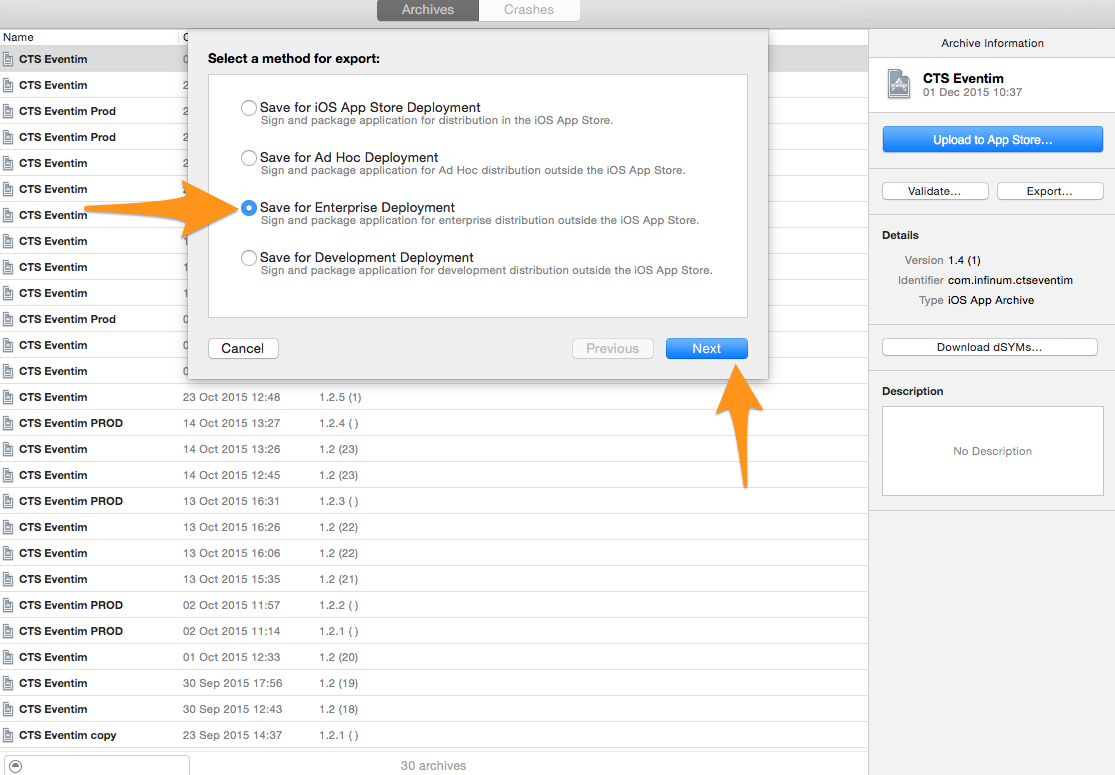 Archives
Crashes
Name
Select a method for export:
Save for iOS App Store Deployment
Sign and package application for distribution in the iOS App Store.
Save for Ad Hoc Deployment
Sign and package application for Ad Hoc distribution outside the iOS App Store.
Save for Enterprise Deployment
Sign and package application for enterprise distribution outside the iOS App Store.
Save for Development Deployment
Sign and package application for development distribution outside the iOS App Store.
Cancel
Previous
Next
CTS Eventim
CTS Eventim
CTS Eventim Prod
CTS Eventim Prod
CTS Eventim
CTS Eventim
CTS Eventim
CTS Eventim
CTS Eventim
CTS Eventim
CTS Eventim Prod
CTS Eventim
CTS Eventim
CTS Eventim 23 Oct 2015 12:48 1.2.5 (1)
CTS Eventim PROD 14 Oct 2015 13:27 1.2.4 ( )
CTS Eventim 14 Oct 2015 13:26 1.2 (23)
CTS Eventim 14 Oct 2015 12:45 1.2 (23)
CTS Eventim PROD 13 Oct 2015 16:31 1.2.3 ( )
CTS Eventim 13 Oct 2015 16:26 1.2 (22)
CTS Eventim 13 Oct 2015 16:06 1.2 (22)
CTS Eventim 13 Oct 2015 15:35 1.2 (21)
CTS Eventim PROD 02 Oct 2015 11:57 1.2.2 ( )
CTS Eventim PROD 02 Oct 2015 11:14 1.2.1 ( )
CTS Eventim 01 Oct 2015 12:33 1.2 (20)
CTS Eventim 30 Sep 2015 17:56 1.2 (19)
CTS Eventim 30 Sep 2015 12:43 1.2 (18)
CTS Eventim copy 23 Sep 2015 14:37 1.2.1 ( )
30 archives
Archive Information
CTS Eventim
01 Dec 2015 10:37
Upload to App Store...
Validate...
Export...
Details
Version 1.4 (1)
Identifier com.infinum.ctseventim
Type iOS App Archive
Download dSYMs...
Description
No Description